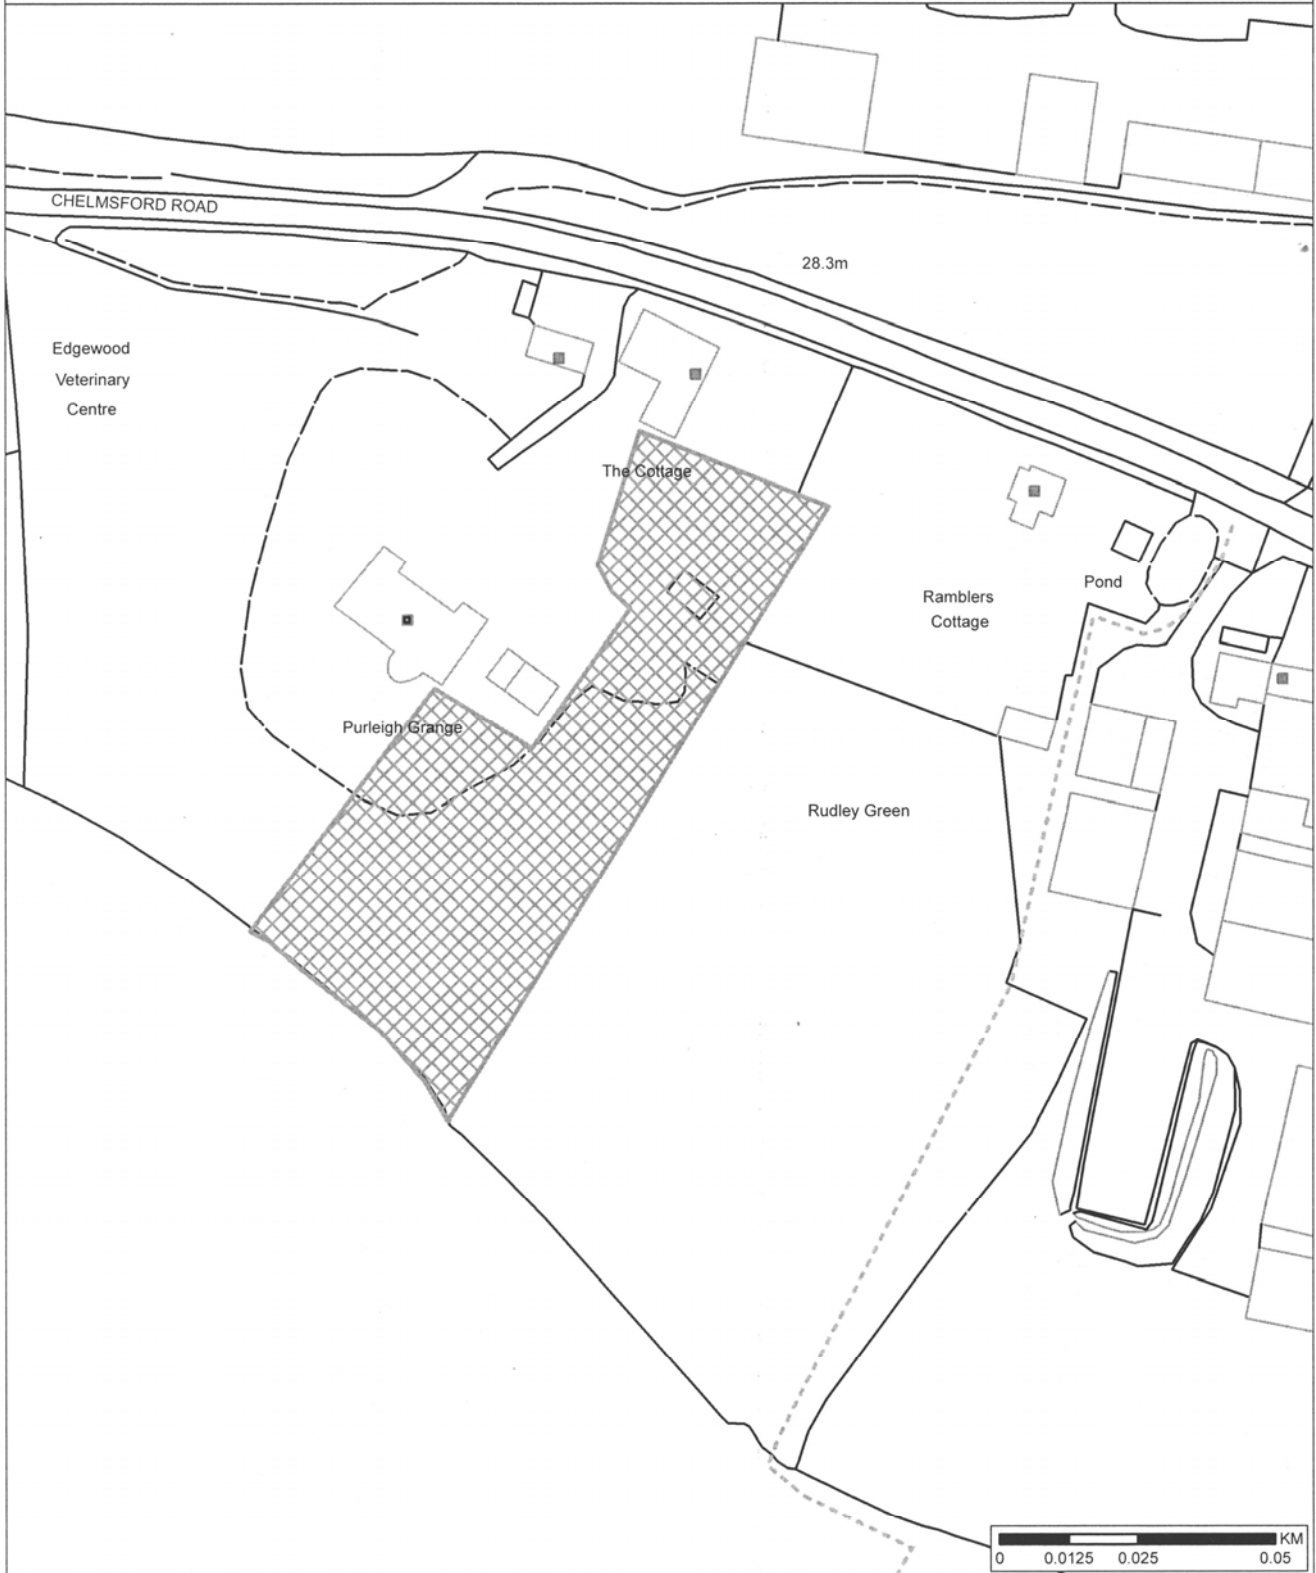 CHELMSFORD ROAD
28.3m
Edgewood
Veterinary
Centre
The Cottage
Pond
Ramblers
Cottage
Purleigh Grange
Rudley Green
KM
0 0.0125 0.025 0.05